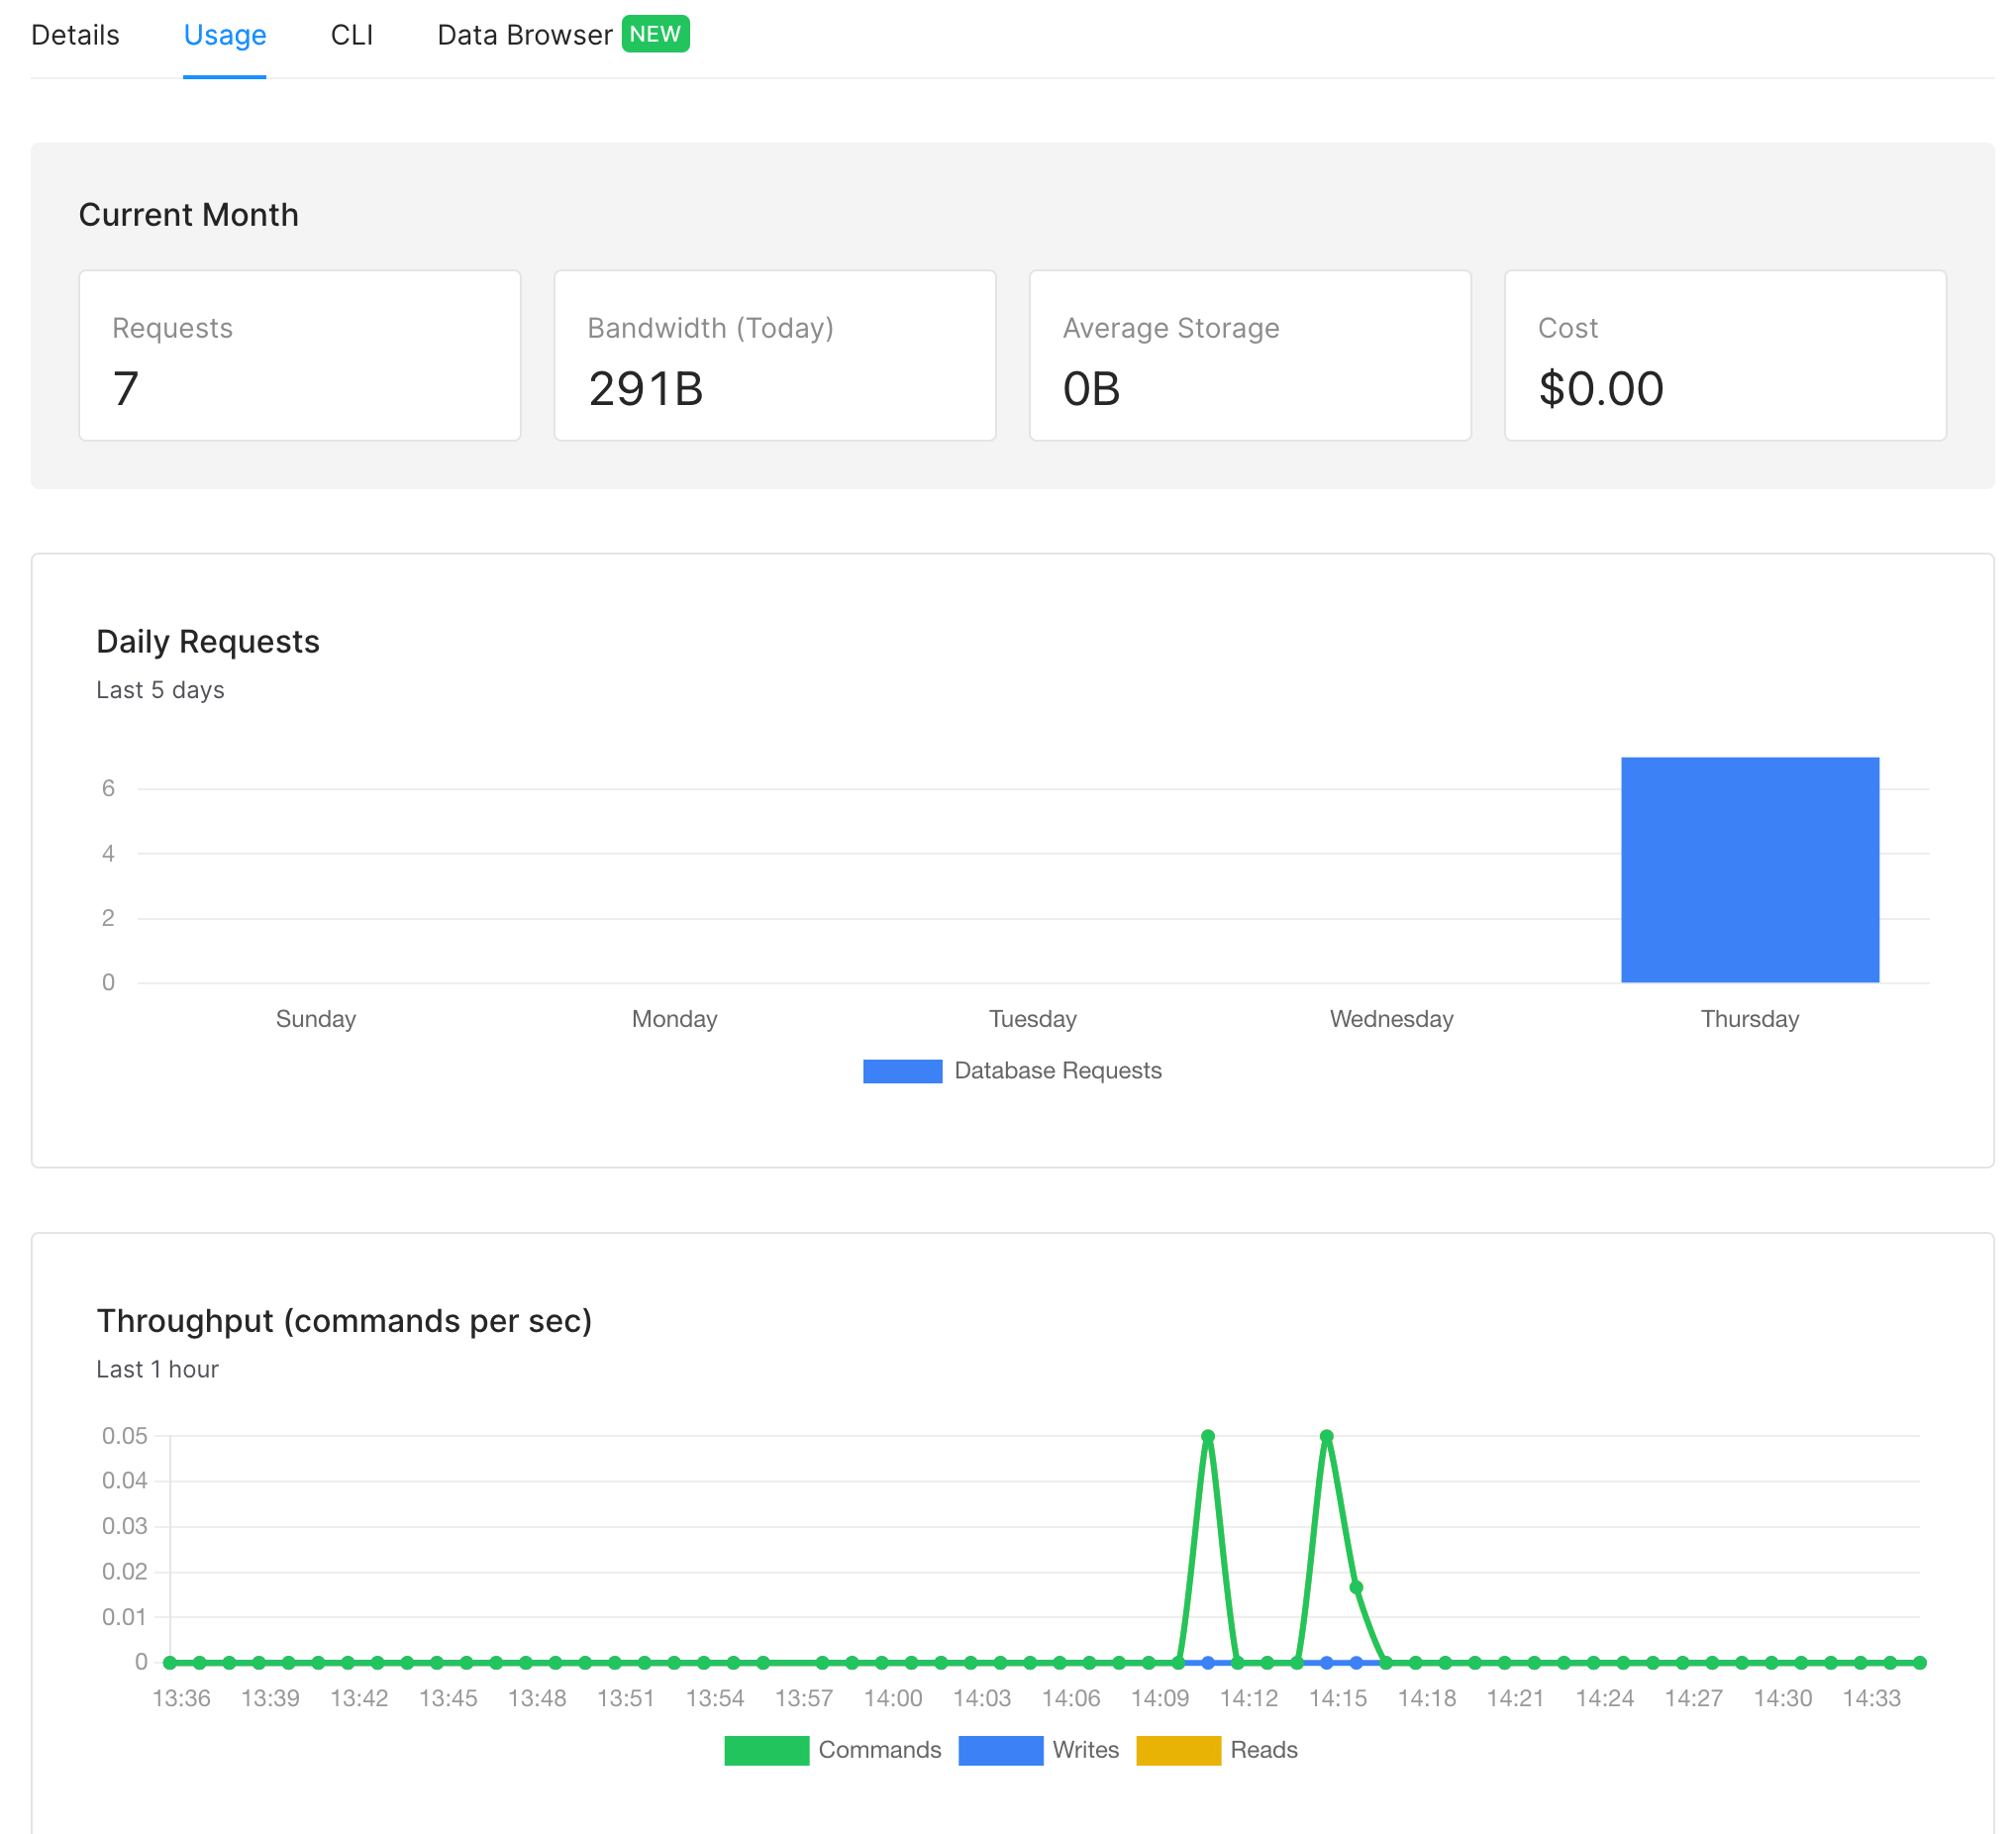 Details Usage CLI Data Browser NEW
Current Month
Requests
7
Bandwidth (Today)
291B
Average Storage
0B
Cost
$0.00
Daily Requests
Last 5 days
6
4
2
0
Sunday Monday Tuesday Wednesday Thursday
Database Requests
Throughput (commands per sec)
Last 1 hour
0.05
0.04
0.03
0.02
0.01
0
13:36 13:39 13:42 13:45 13:48 13:51 13:54 13:57 14:00 14:03 14:06 14:09 14:12 14:15 14:18 14:21 14:24 14:27 14:30 14:33
Commands Writes Reads